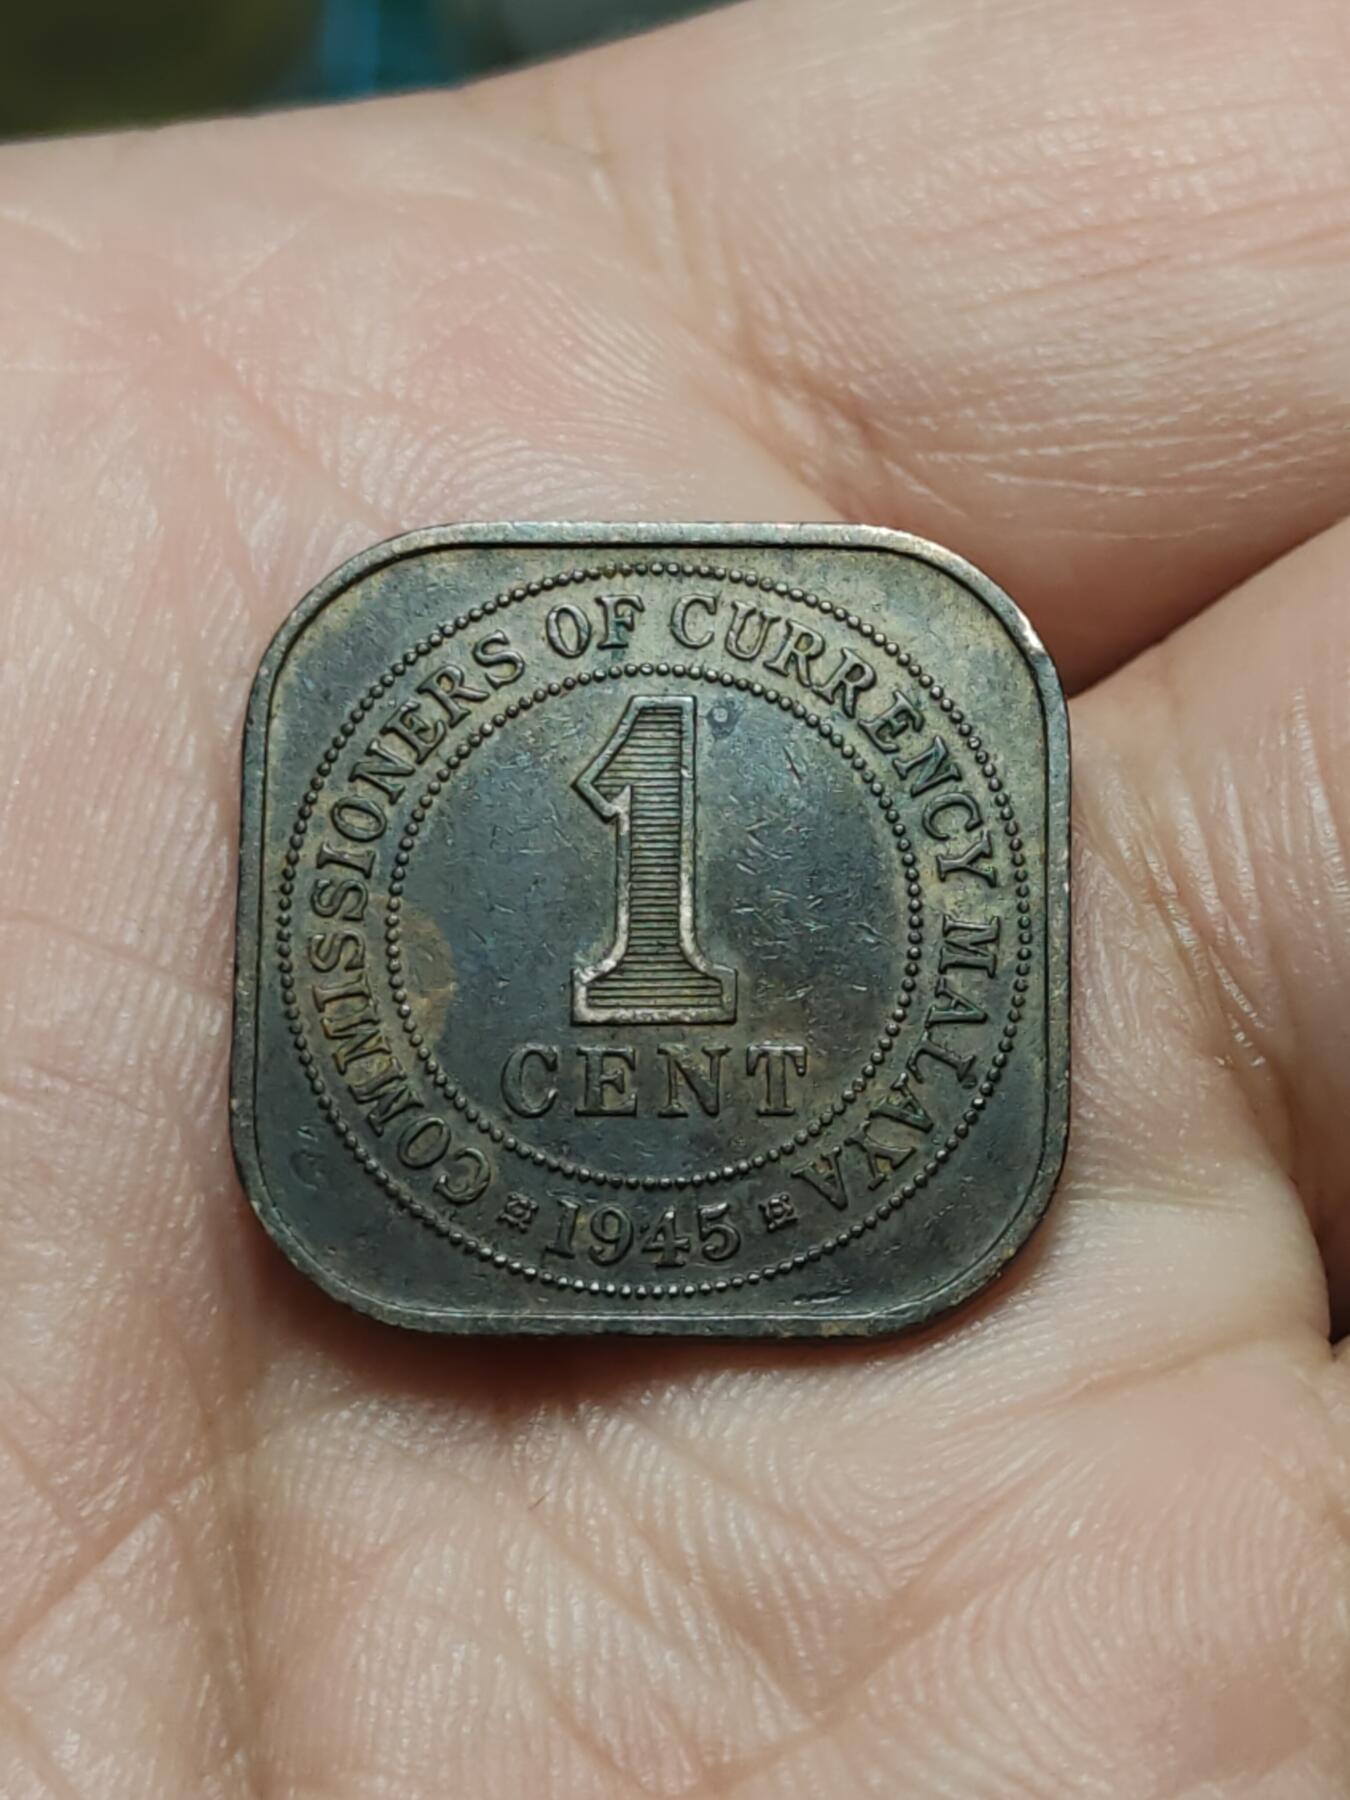 COMMISSIONERS OF CURRENCY MALAYA
1
CENT
1945